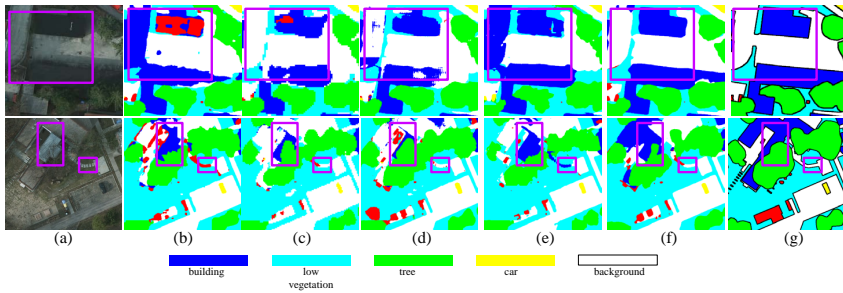 (a) (b) (c) (d) (e) (f) (g)
building low tree car background
vegetation